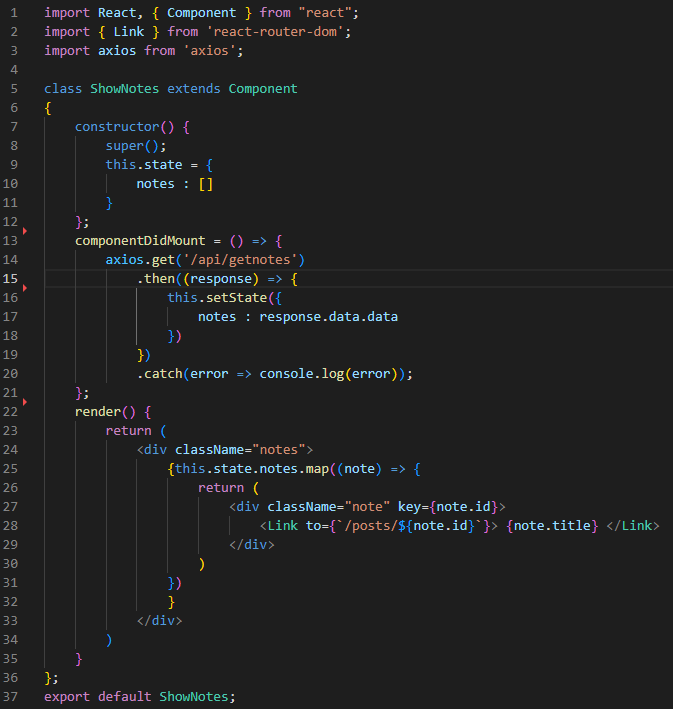 1 import React, { Component } from "react";
2 import { Link } from 'react-router-dom';
3 import axios from 'axios';
4
5 class ShowNotes extends Component
6 {
7     constructor() {
8         super();
9         this.state = {
10             notes : []
11         }
12     };
13     componentDidMount = () => {
14         axios.get('/api/getnotes')
15             .then((response) => {
16                 this.setState({
17                     notes : response.data.data
18                 })
19             })
20             .catch(error => console.log(error));
21     };
22     render() {
23         return (
24             <div className="notes">
25                 {this.state.notes.map((note) => {
26                     return (
27                         <div className="note" key={note.id}>
28                             <Link to={`/posts/${note.id}`}> {note.title} </Link>
29                         </div>
30                     )
31                 })
32                 }
33             </div>
34         )
35     }
36 };
37 export default ShowNotes;